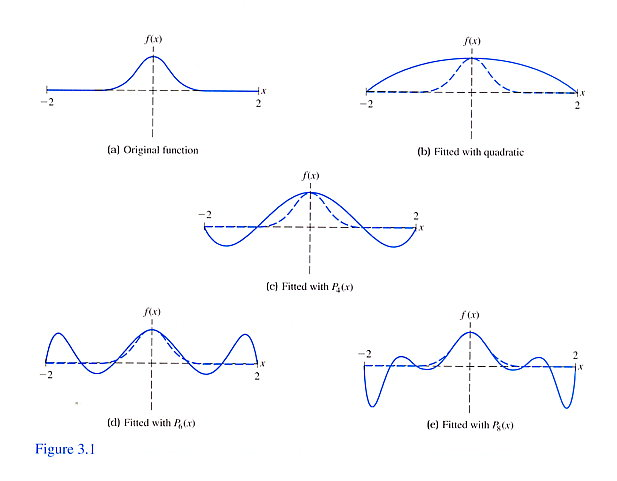 f(x)
x
−2
2
(a) Original function
f(x)
x
−2
2
(b) Fitted with quadratic
f(x)
−2
2
x
(c) Fitted with P₄(x)
f(x)
x
−2
2
(d) Fitted with P₆(x)
f(x)
−2
2
x
(e) Fitted with P₈(x)
Figure 3.1